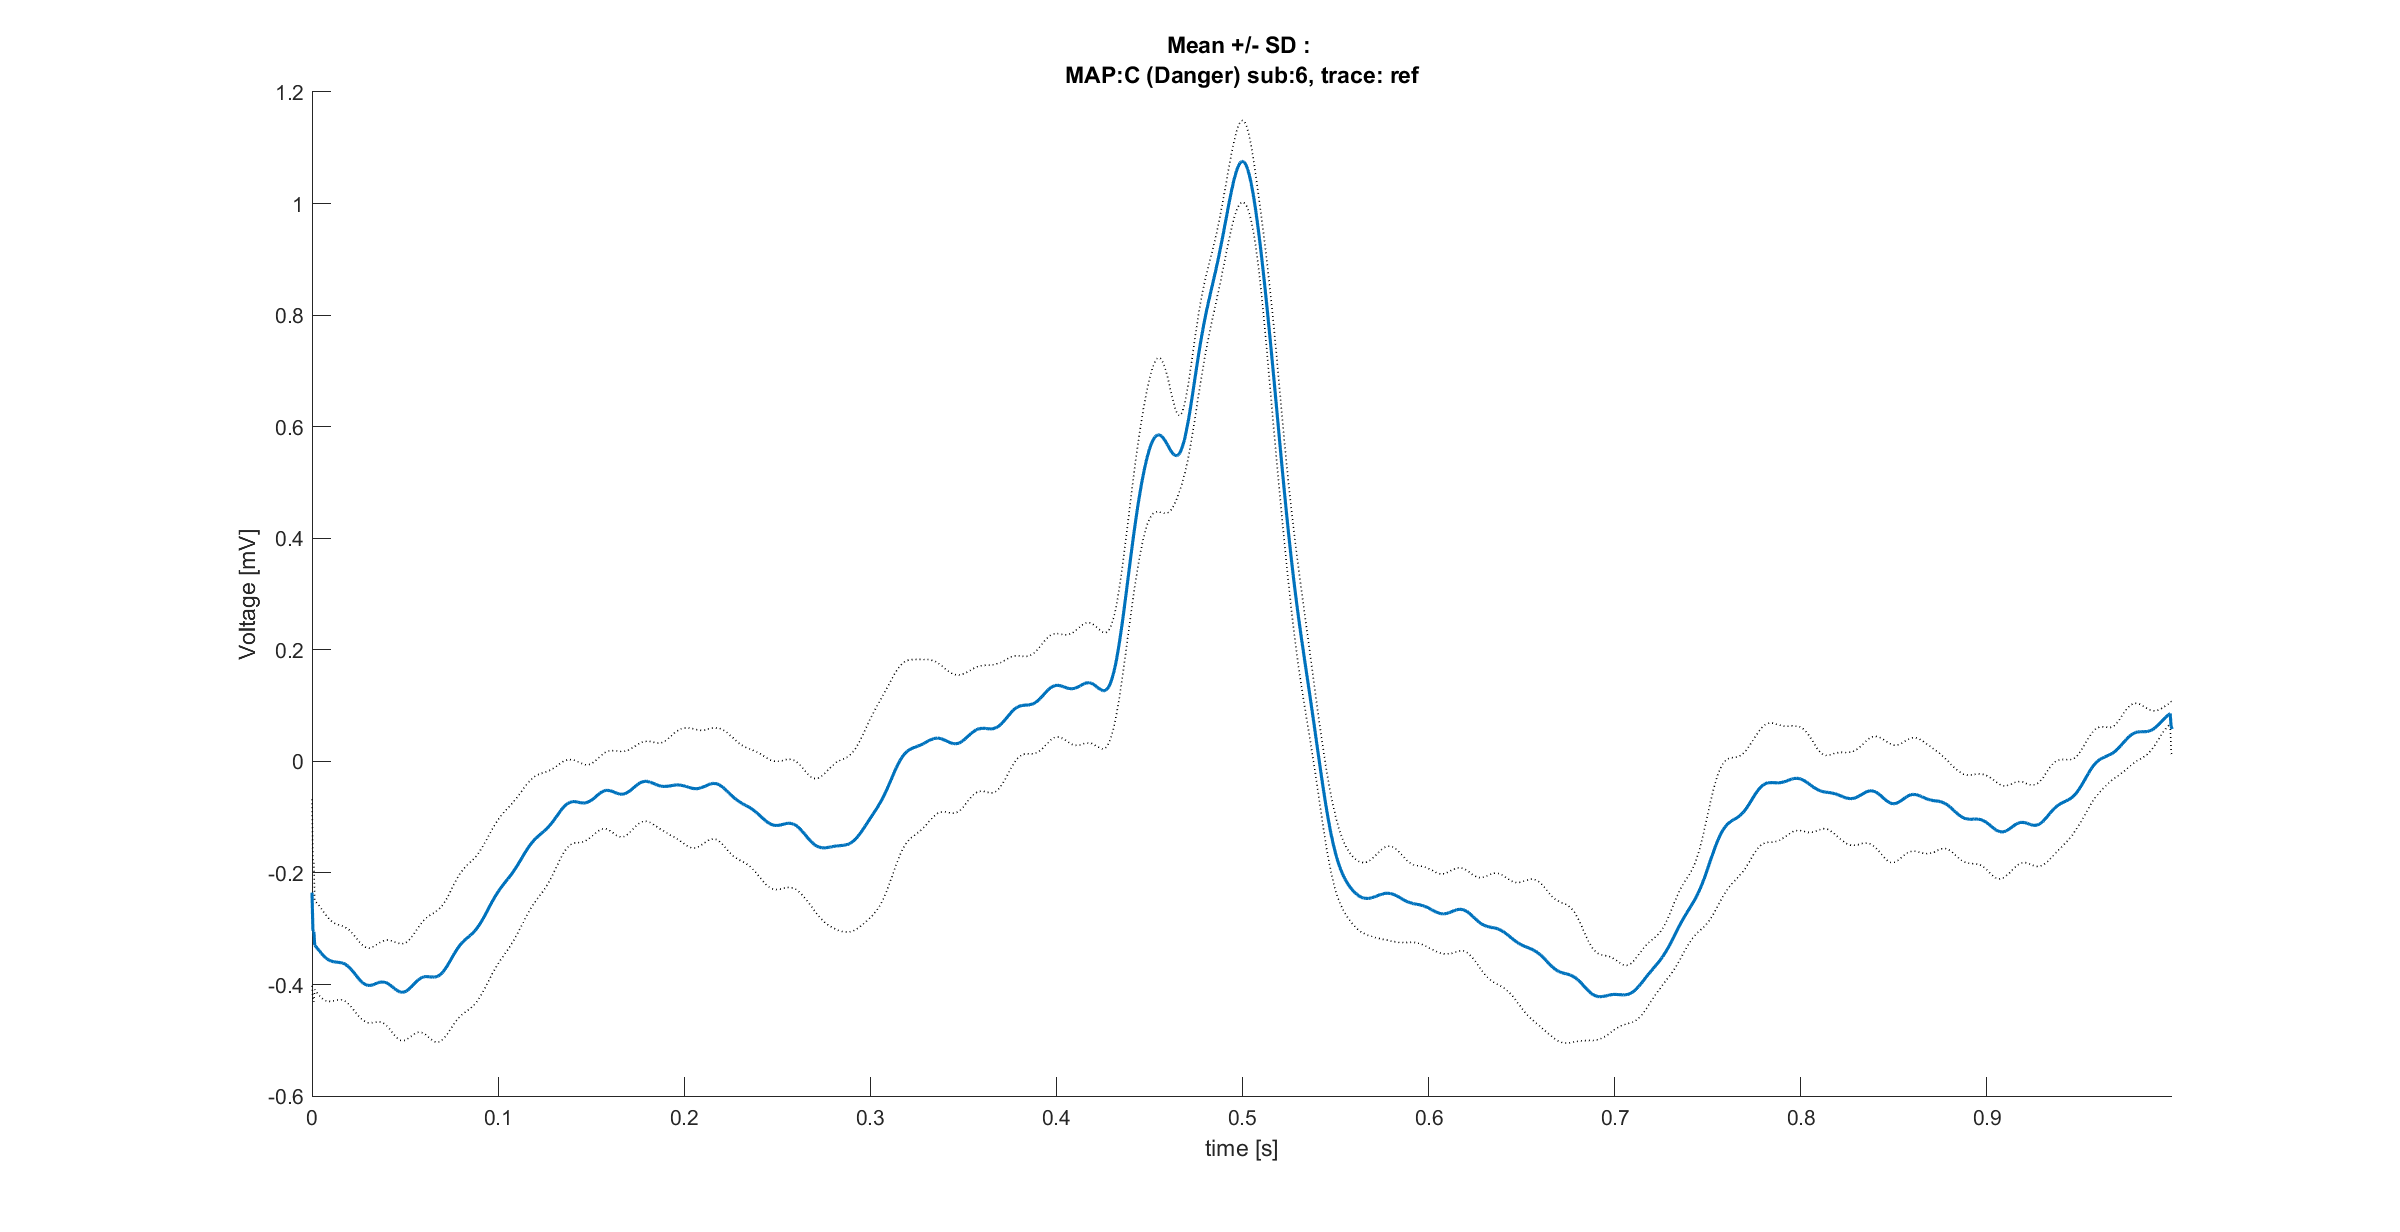 Mean +/- SD :
MAP:C (Danger) sub:6, trace: ref
1.2
1
0.8
0.6
0.4
0.2
0
-0.2
-0.4
-0.6
Voltage [mV]
0 0.1 0.2 0.3 0.4 0.5 0.6 0.7 0.8 0.9
time [s]